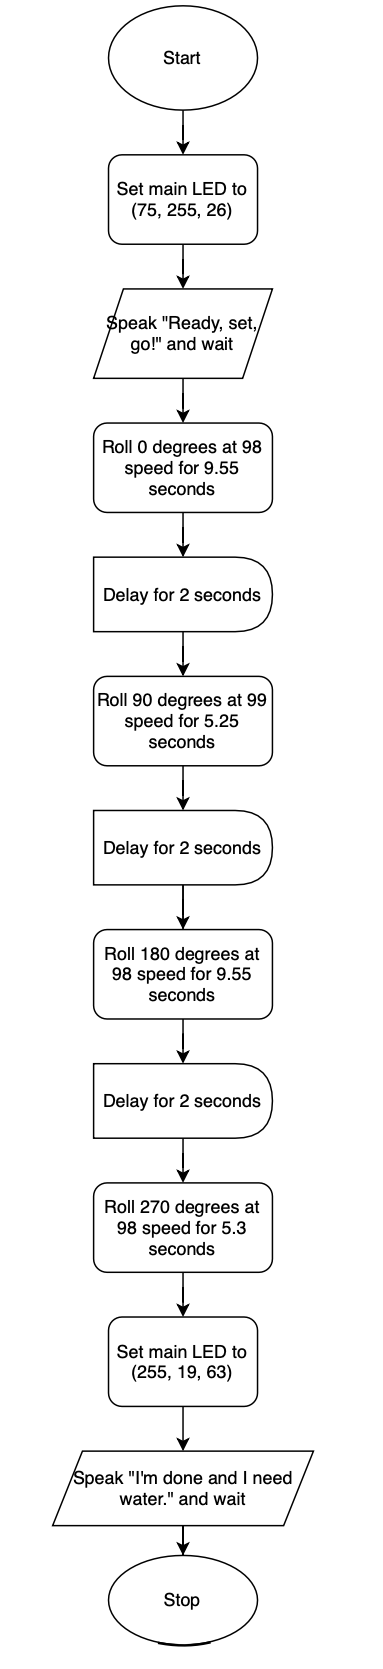 Start
Set main LED to
(75, 255, 26)
Speak "Ready, set,
go!" and wait
Roll 0 degrees at 98
speed for 9.55
seconds
Delay for 2 seconds
Roll 90 degrees at 99
speed for 5.25
seconds
Delay for 2 seconds
Roll 180 degrees at
98 speed for 9.55
seconds
Delay for 2 seconds
Roll 270 degrees at
98 speed for 5.3
seconds
Set main LED to
(255, 19, 63)
Speak "I'm done and I need
water." and wait
Stop